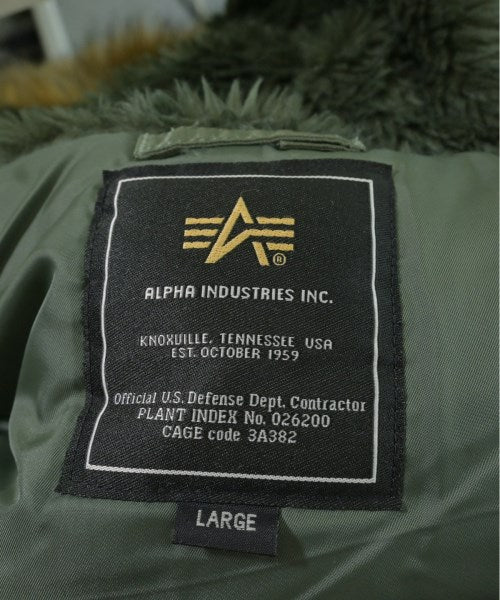 ALPHA INDUSTRIES INC.
KNOXVILLE, TENNESSEE USA
EST. OCTOBER 1959
Official U.S. Defense Dept. Contractor
PLANT INDEX No. 026200
CAGE code 3A382
LARGE